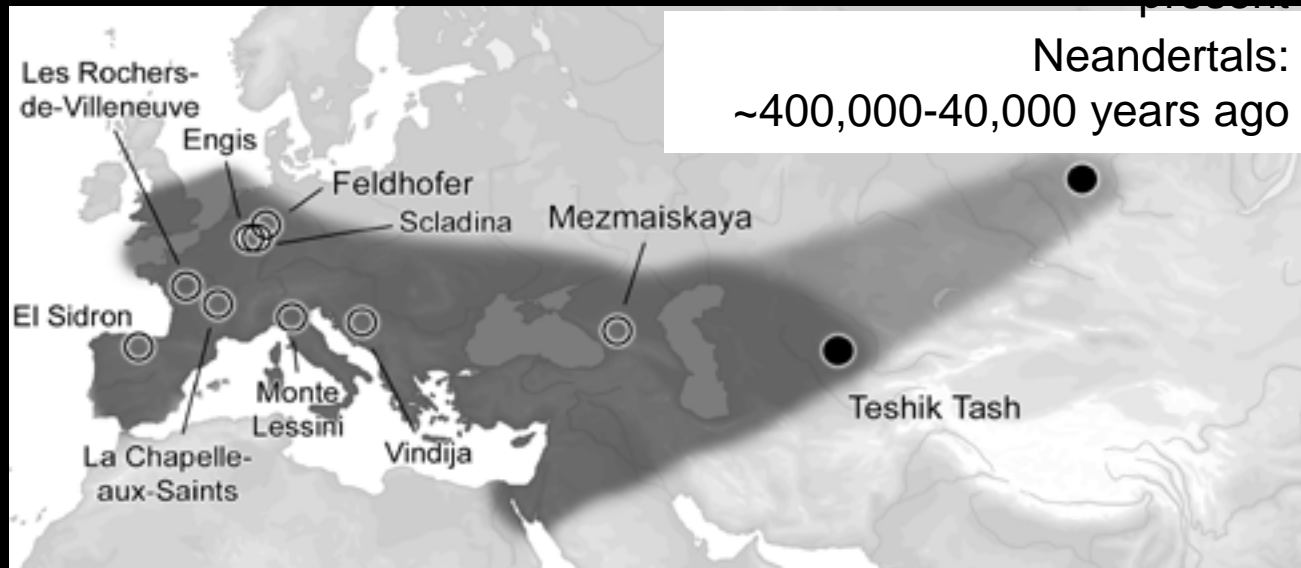 present
Neandertals:
~400,000-40,000 years ago
Les Rochers-
de-Villeneuve
Engis
Feldhofer
Scladina
Mezmaiskaya
El Sidron
Monte
Lessini
Vindija
Teshik Tash
La Chapelle-
aux-Saints